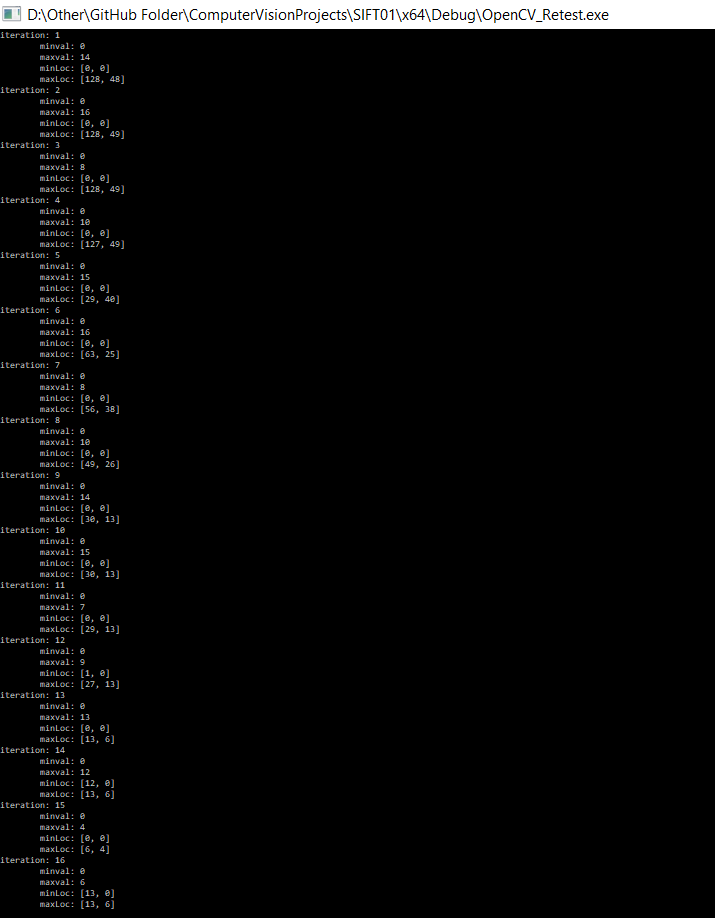 D:\Other\GitHub Folder\ComputerVisionProjects\SIFT01\x64\Debug\OpenCV_Retest.exe
iteration: 1
minval: 0
maxval: 14
minLoc: [0, 0]
maxLoc: [128, 48]
iteration: 2
minval: 0
maxval: 16
minLoc: [0, 0]
maxLoc: [128, 49]
iteration: 3
minval: 0
maxval: 8
minLoc: [0, 0]
maxLoc: [128, 49]
iteration: 4
minval: 0
maxval: 10
minLoc: [0, 0]
maxLoc: [127, 49]
iteration: 5
minval: 0
maxval: 15
minLoc: [0, 0]
maxLoc: [29, 40]
iteration: 6
minval: 0
maxval: 16
minLoc: [0, 0]
maxLoc: [63, 25]
iteration: 7
minval: 0
maxval: 8
minLoc: [0, 0]
maxLoc: [56, 38]
iteration: 8
minval: 0
maxval: 10
minLoc: [0, 0]
maxLoc: [49, 26]
iteration: 9
minval: 0
maxval: 14
minLoc: [0, 0]
maxLoc: [30, 13]
iteration: 10
minval: 0
maxval: 15
minLoc: [0, 0]
maxLoc: [30, 13]
iteration: 11
minval: 0
maxval: 7
minLoc: [0, 0]
maxLoc: [29, 13]
iteration: 12
minval: 0
maxval: 9
minLoc: [1, 0]
maxLoc: [27, 13]
iteration: 13
minval: 0
maxval: 13
minLoc: [0, 0]
maxLoc: [13, 6]
iteration: 14
minval: 0
maxval: 12
minLoc: [12, 0]
maxLoc: [13, 6]
iteration: 15
minval: 0
maxval: 4
minLoc: [0, 0]
maxLoc: [6, 4]
iteration: 16
minval: 0
maxval: 6
minLoc: [13, 0]
maxLoc: [13, 6]